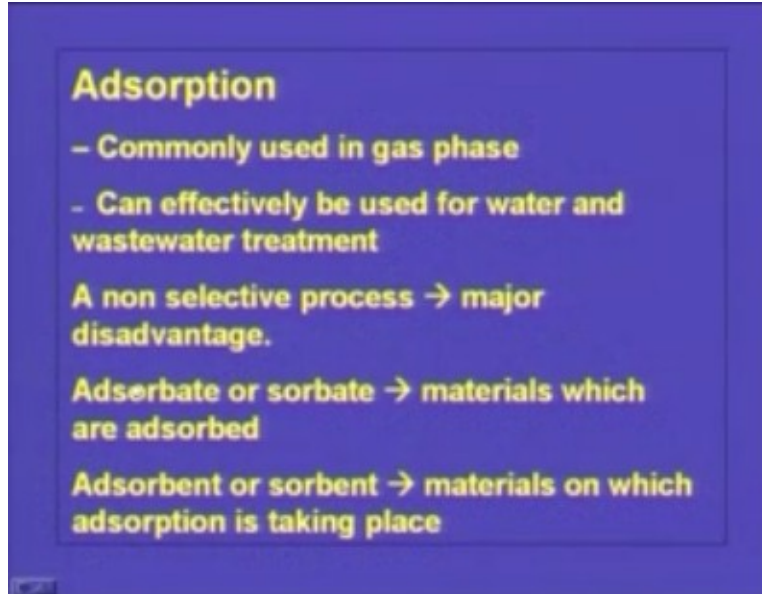 Adsorption
– Commonly used in gas phase
- Can effectively be used for water and
wastewater treatment
A non selective process → major
disadvantage.
Adsorbate or sorbate → materials which
are adsorbed
Adsorbent or sorbent → materials on which
adsorption is taking place